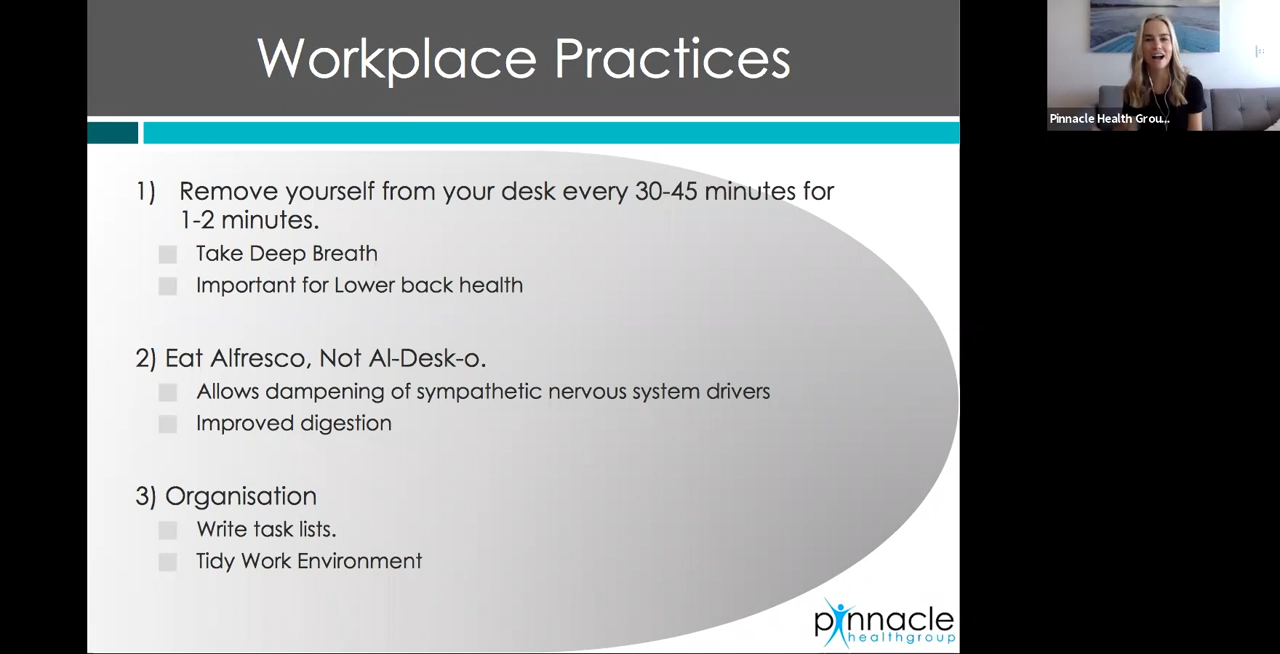 Workplace Practices
1) Remove yourself from your desk every 30-45 minutes for
1-2 minutes.
Take Deep Breath
Important for Lower back health
2) Eat Alfresco, Not Al-Desk-o.
Allows dampening of sympathetic nervous system drivers
Improved digestion
3) Organisation
Write task lists.
Tidy Work Environment
pinnacle
healthgroup
Pinnacle Health Grou...